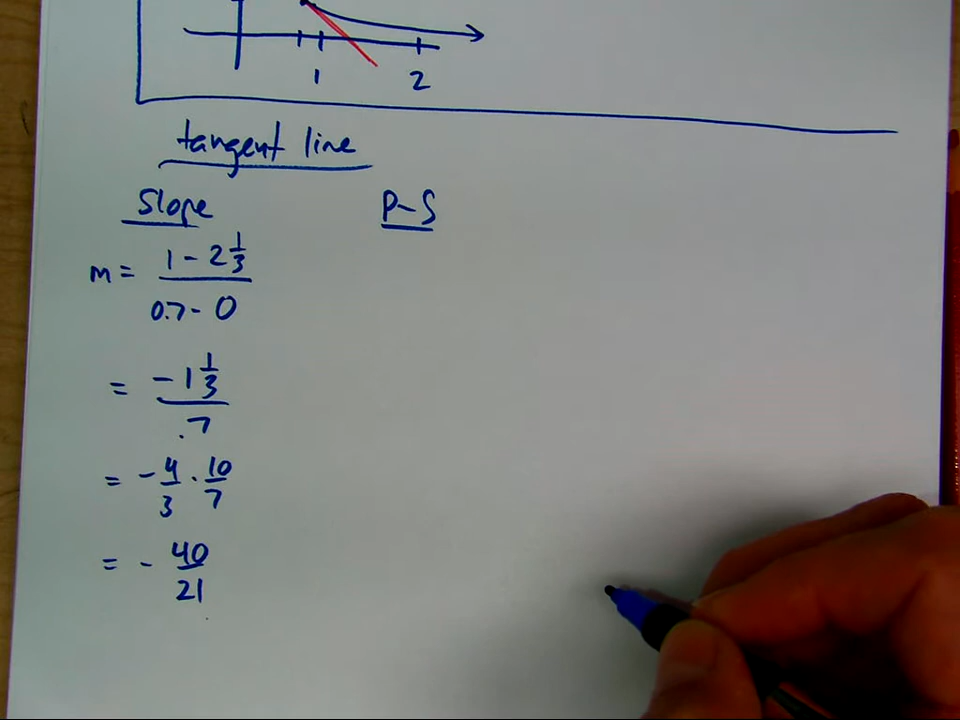 1 2
tangent line
Slope P-S
m = (1 - 2 1/3) / (0.7 - 0)
= (-1 1/3) / .7
= - 4/3 · 10/7
= - 40/21